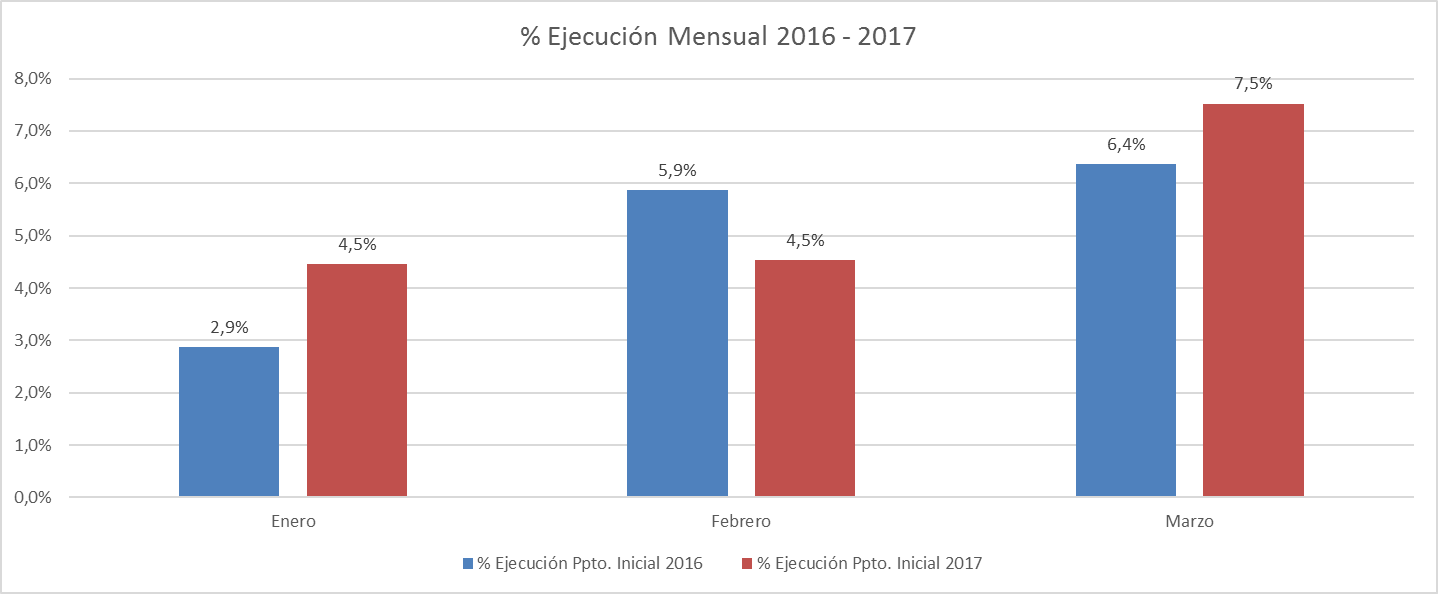 % Ejecución Mensual 2016 - 2017
8,0%
7,0%
6,0%
5,0%
4,0%
3,0%
2,0%
1,0%
0,0%
2,9%
4,5%
5,9%
4,5%
6,4%
7,5%
Enero
Febrero
Marzo
% Ejecución Ppto. Inicial 2016
% Ejecución Ppto. Inicial 2017